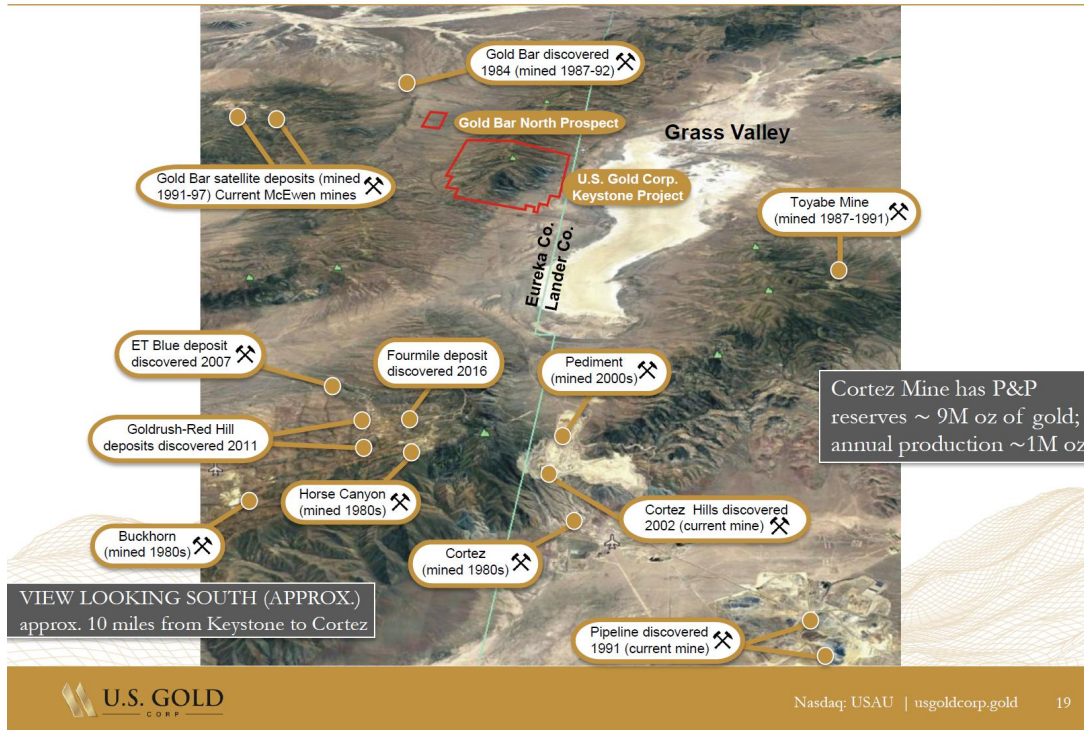 Gold Bar discovered
1984 (mined 1987-92)
Gold Bar North Prospect
Grass Valley
Gold Bar satellite deposits (mined
1991-97) Current McEwen mines
U.S. Gold Corp.
Keystone Project
Toyabe Mine
(mined 1987-1991)
Eureka Co.
Lander Co.
ET Blue deposit
discovered 2007
Fourmile deposit
discovered 2016
Pediment
(mined 2000s)
Cortez Mine has P&P
reserves ~ 9M oz of gold;
annual production ~1M oz
Goldrush-Red Hill
deposits discovered 2011
Horse Canyon
(mined 1980s)
Cortez Hills discovered
2002 (current mine)
Buckhorn
(mined 1980s)
Cortez
(mined 1980s)
VIEW LOOKING SOUTH (APPROX.)
approx. 10 miles from Keystone to Cortez
Pipeline discovered
1991 (current mine)
U.S. GOLD
CORP
Nasdaq: USAU | usgoldcorp.gold 19